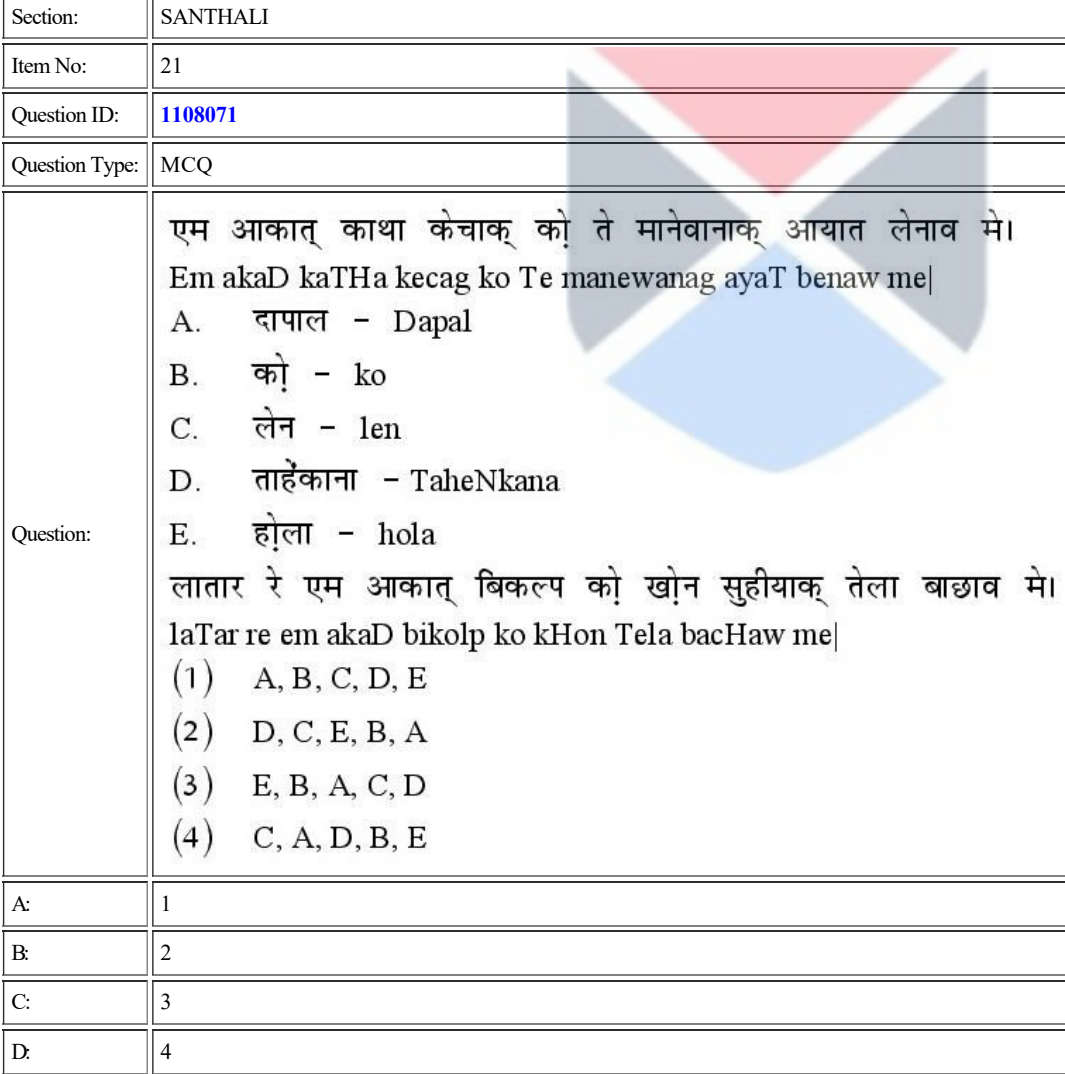 Section: SANTHALI
Item No: 21
Question ID: 1108071
Question Type: MCQ
Question:
एम आकात् काथा केचाक् को़ ते मानेवानाक् आयात लेनाव मे।
Em akaD kaTHa kecag ko Te manewanag ayaT benaw me|
A. दापाल – Dapal
B. को़ – ko
C. लेन – len
D. ताहेंकाना – TaheNkana
E. हो़ला – hola
लातार रे एम आकात् बिकल्प को़ खो़न सुहीयाक् तेला बाछाव मे।
laTar re em akaD bikolp ko kHon Tela bacHaw me|
(1) A, B, C, D, E
(2) D, C, E, B, A
(3) E, B, A, C, D
(4) C, A, D, B, E
A: 1
B: 2
C: 3
D: 4